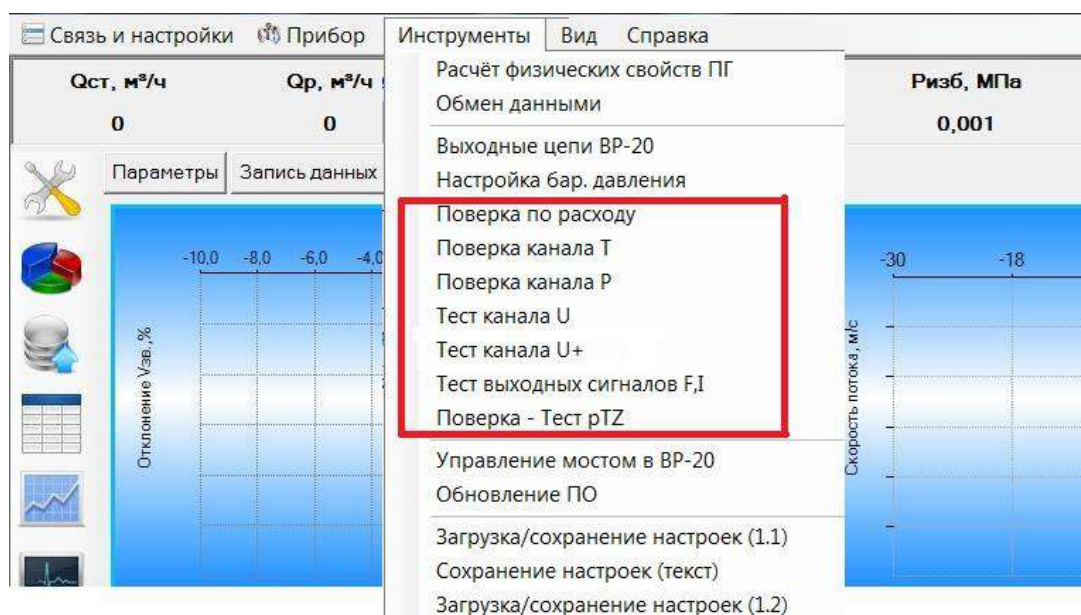 Связь и настройки Прибор Инструменты Вид Справка
Qст, м³/ч Qр, м³/ч Ризб, МПа
0 0 0,001
Параметры Запись данных
Расчёт физических свойств ПГ
Обмен данными
Выходные цепи ВР-20
Настройка бар. давления
Поверка по расходу
Поверка канала T
Поверка канала P
Тест канала U
Тест канала U+
Тест выходных сигналов F,I
Поверка - Тест pTZ
Управление мостом в ВР-20
Обновление ПО
Загрузка/сохранение настроек (1.1)
Сохранение настроек (текст)
Загрузка/сохранение настроек (1.2)
-10,0 -8,0 -6,0 -4,0
Отклонение Vзв.,%
-30 -18
Скорость потока, м/с